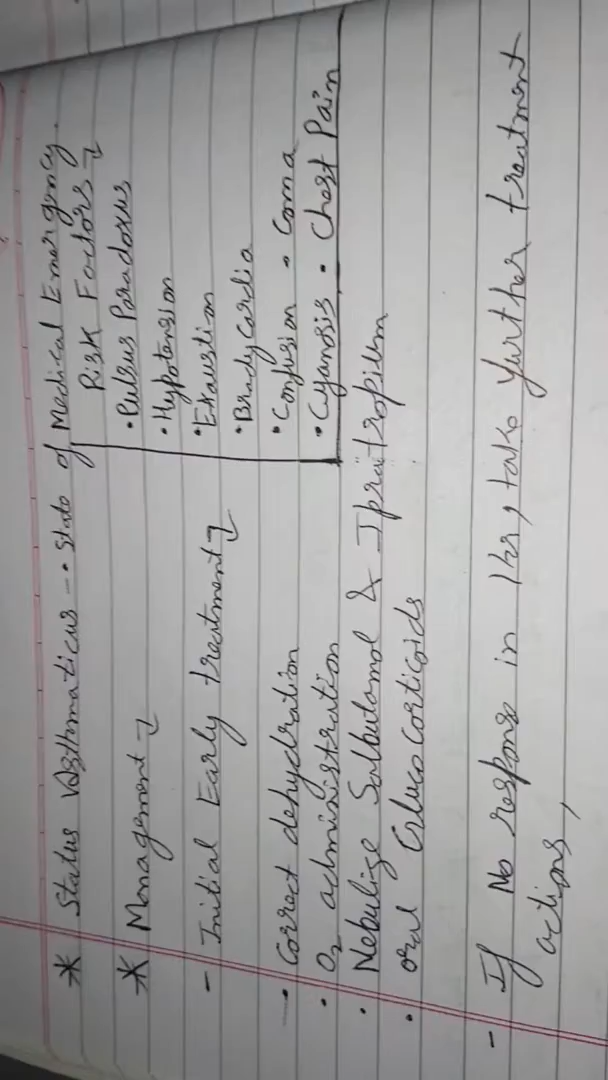 * Status Asthmaticus - • State of Medical Emergency.
Risk Factors
• Pulsus Paradoxus
* Management
• Hypotension
- Initial Early treatment
• Exhaustion
• Bradycardia
• Correct dehydration
• Confusion • Coma
• O2 administration
• Cyanosis • Chest Pain
• Nebulize Salbutamol & Ipratropium
• oral Glucocorticoids
- If No response in 1hr, take further treatment
actions,